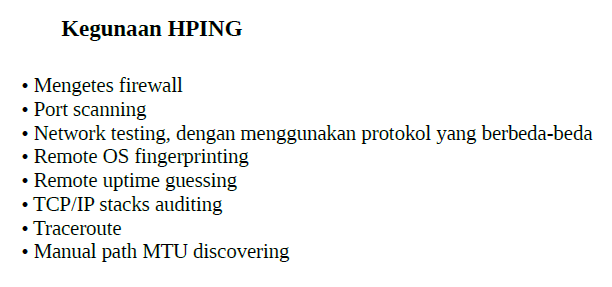 Kegunaan HPING
• Mengetes firewall
• Port scanning
• Network testing, dengan menggunakan protokol yang berbeda-beda
• Remote OS fingerprinting
• Remote uptime guessing
• TCP/IP stacks auditing
• Traceroute
• Manual path MTU discovering